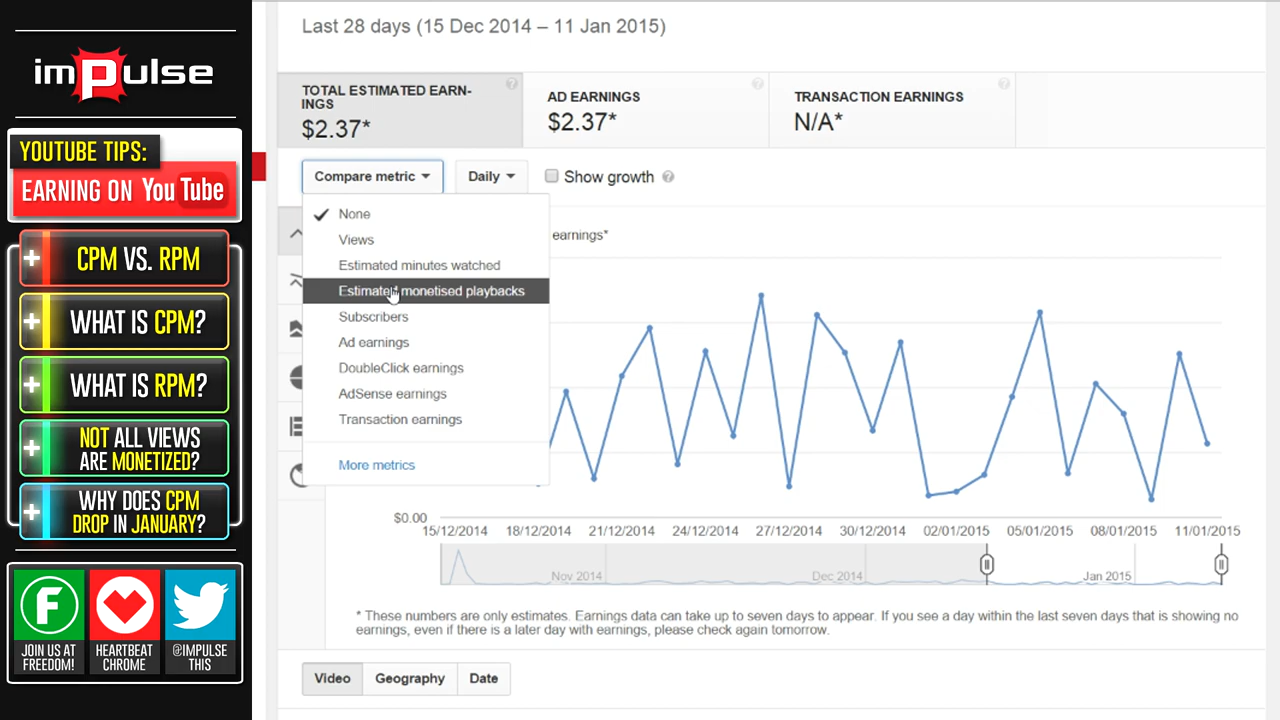 imPulse
YOUTUBE TIPS:
EARNING ON YouTube
+ CPM VS. RPM
+ WHAT IS CPM?
+ WHAT IS RPM?
+ NOT ALL VIEWS
ARE MONETIZED?
+ WHY DOES CPM
DROP IN JANUARY?
F
JOIN US AT
FREEDOM!
HEARTBEAT
CHROME
@IMPULSE
THIS
Last 28 days (15 Dec 2014 – 11 Jan 2015)
TOTAL ESTIMATED EARN-
INGS
$2.37*
?
AD EARNINGS
$2.37*
?
TRANSACTION EARNINGS
N/A*
?
Compare metric
Daily
Show growth ?
None
Views
Estimated minutes watched
Estimated monetised playbacks
Subscribers
Ad earnings
DoubleClick earnings
AdSense earnings
Transaction earnings
More metrics
earnings*
$0.00
15/12/2014 18/12/2014 21/12/2014 24/12/2014 27/12/2014 30/12/2014 02/01/2015 05/01/2015 08/01/2015 11/01/2015
Nov 2014 Dec 2014 Jan 2015
* These numbers are only estimates. Earnings data can take up to seven days to appear. If you see a day within the last seven days that is showing no
earnings, even if there is a later day with earnings, please check again tomorrow.
Video Geography Date